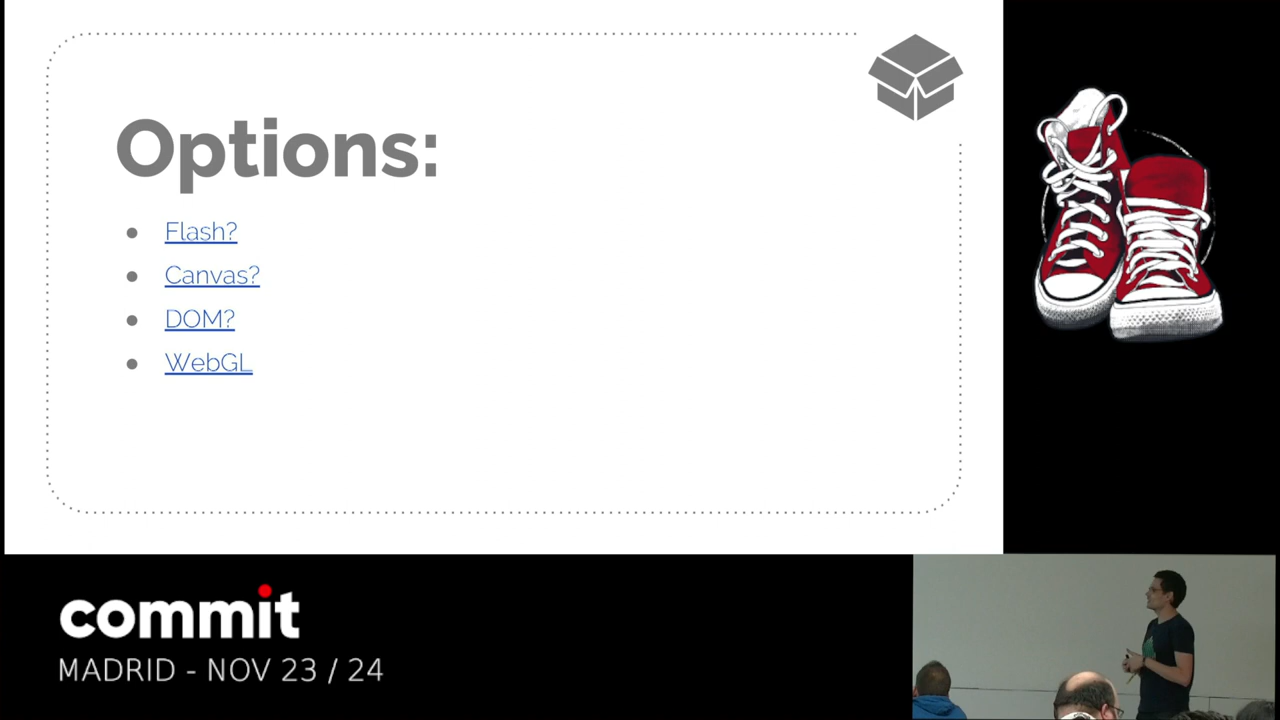 Options:
Flash?
Canvas?
DOM?
WebGL
commit
MADRID - NOV 23 / 24